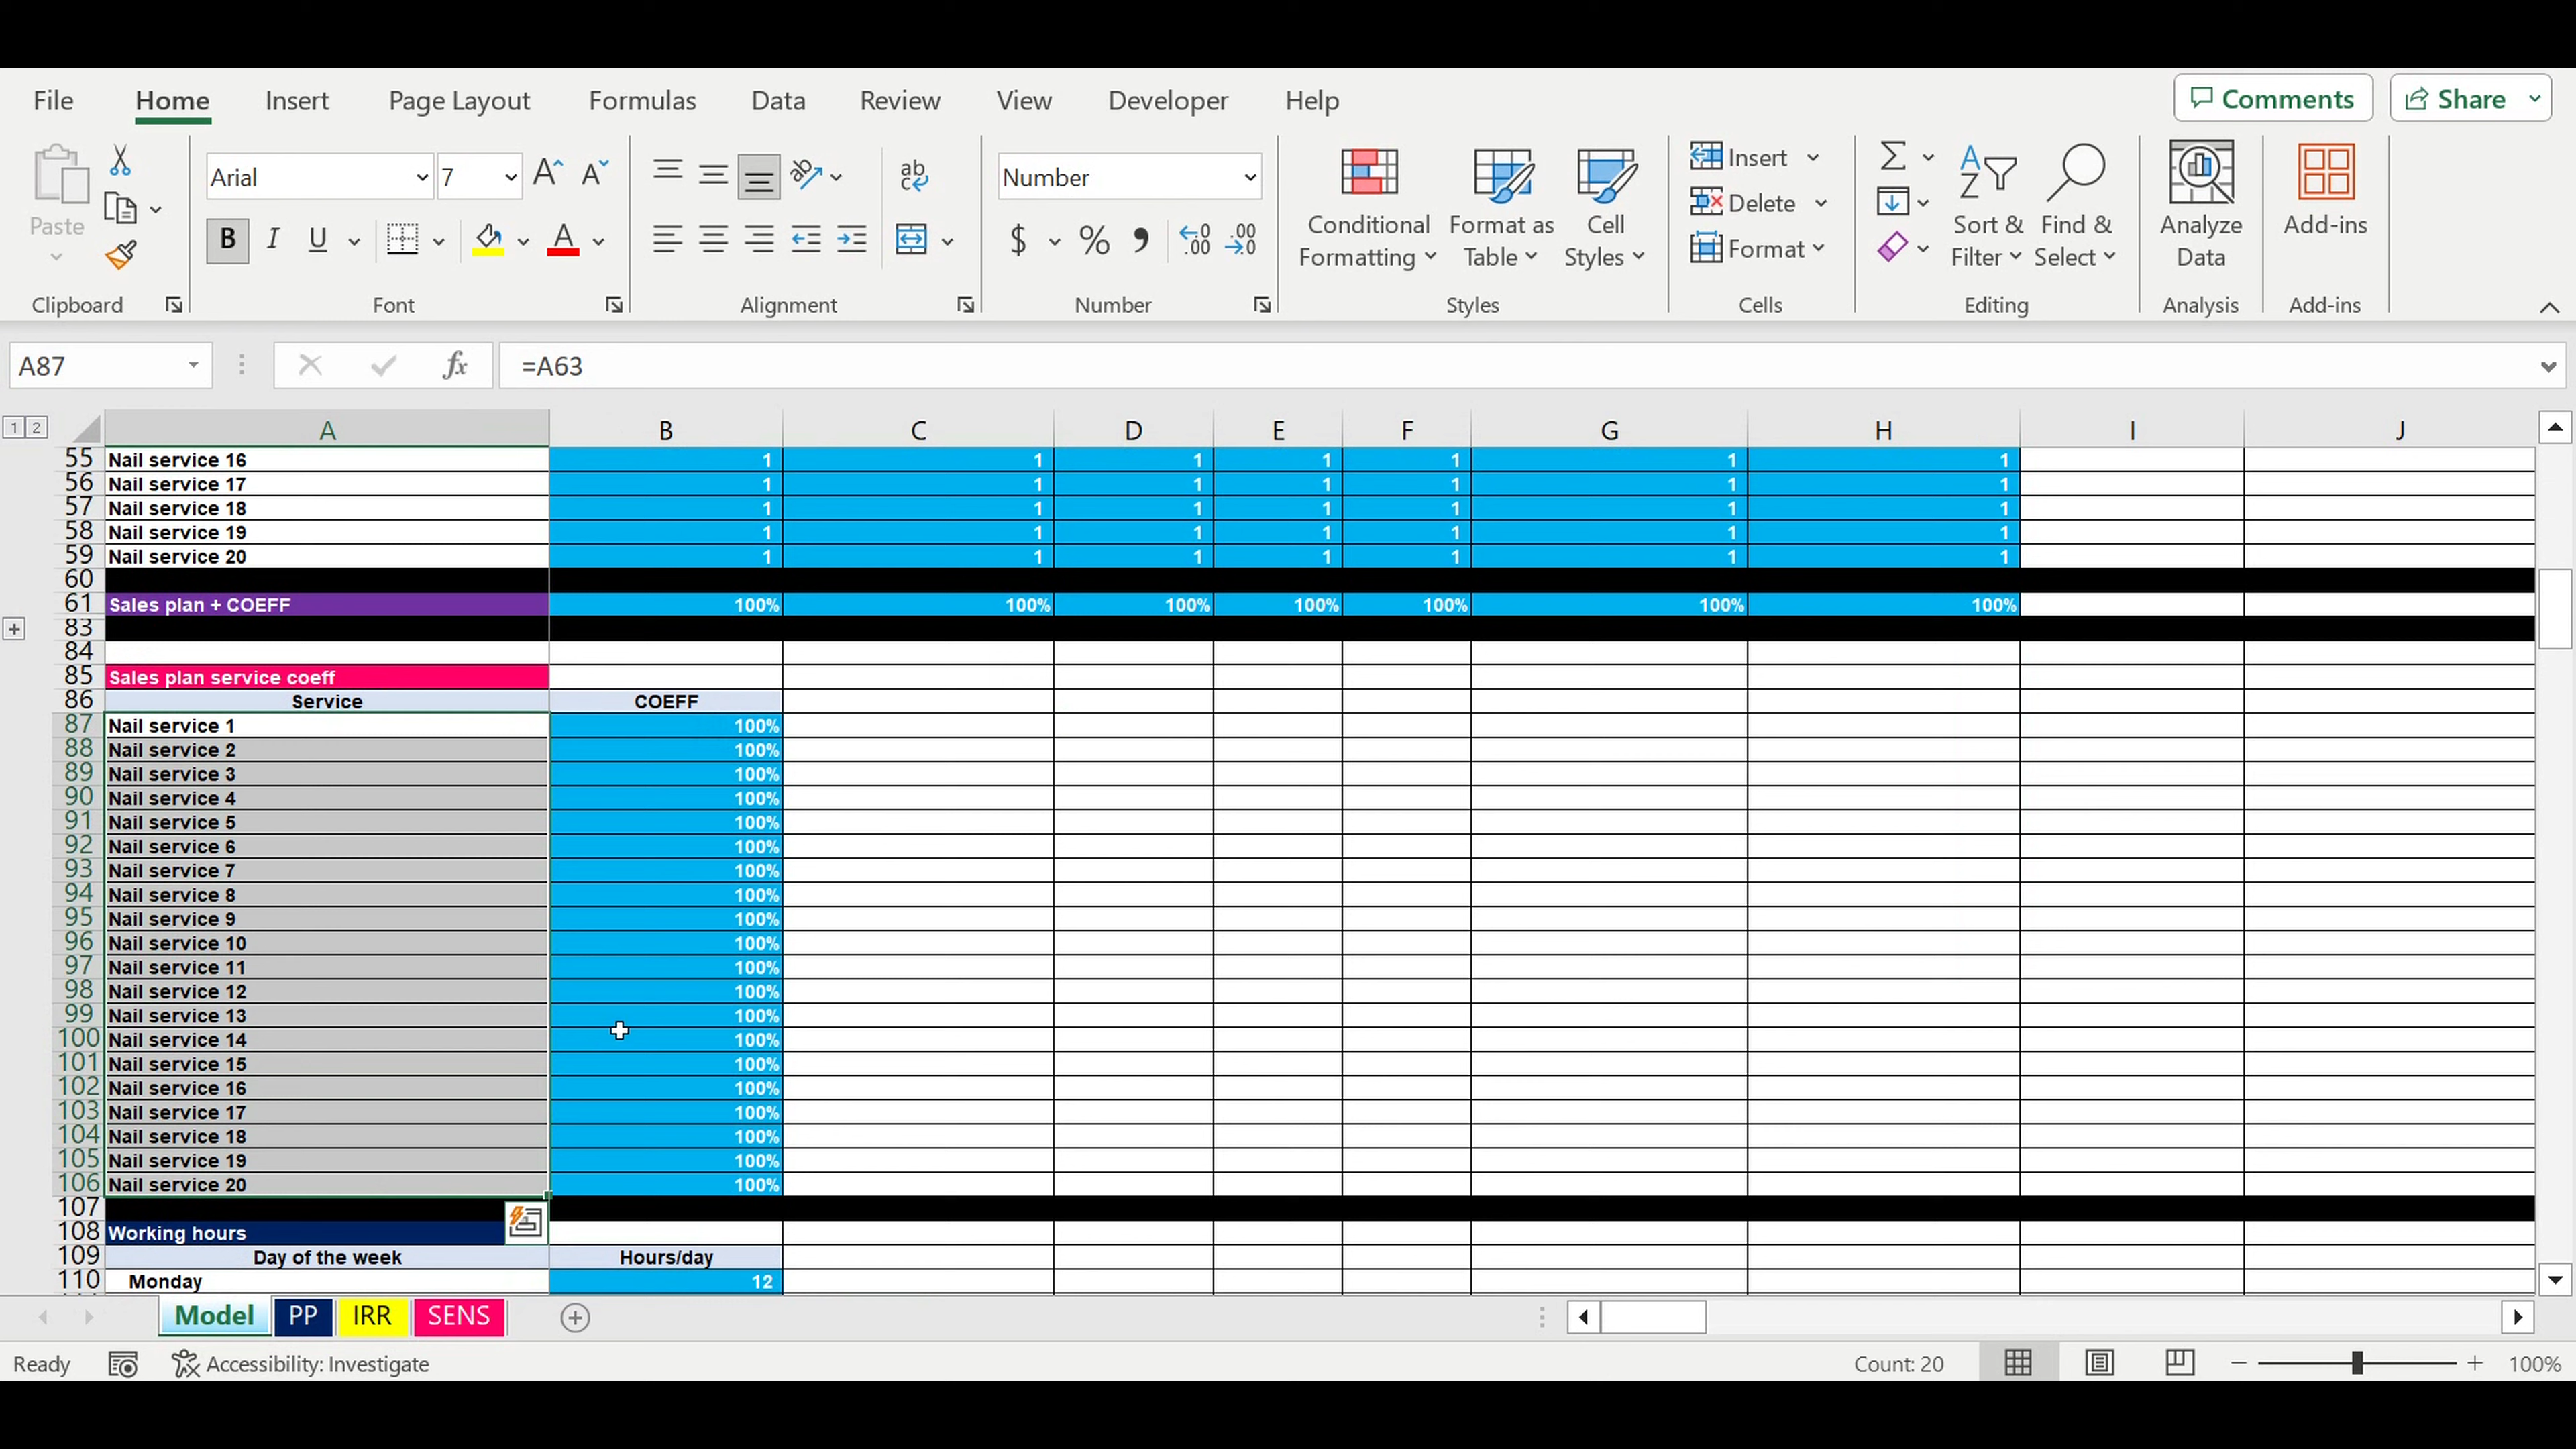 File Home Insert Page Layout Formulas Data Review View Developer Help Comments Share
Paste
Clipboard
Arial 7
B I U A
Font
ab
c
Alignment
Number
$ % 9 .00 .00
Number
Conditional Formatting
Format as Table
Cell Styles
Styles
Insert
Delete
Format
Cells
Sort & Filter
Find & Select
Editing
Analyze Data
Analysis
Add-ins
Add-ins
A87 fx =A63
1 2 A B C D E F G H I J
55 Nail service 16 1 1 1 1 1 1 1
56 Nail service 17 1 1 1 1 1 1 1
57 Nail service 18 1 1 1 1 1 1 1
58 Nail service 19 1 1 1 1 1 1 1
59 Nail service 20 1 1 1 1 1 1 1
60
61 Sales plan + COEFF 100% 100% 100% 100% 100% 100% 100%
83
84
85 Sales plan service coeff
86 Service COEFF
87 Nail service 1 100%
88 Nail service 2 100%
89 Nail service 3 100%
90 Nail service 4 100%
91 Nail service 5 100%
92 Nail service 6 100%
93 Nail service 7 100%
94 Nail service 8 100%
95 Nail service 9 100%
96 Nail service 10 100%
97 Nail service 11 100%
98 Nail service 12 100%
99 Nail service 13 100%
100 Nail service 14 100%
101 Nail service 15 100%
102 Nail service 16 100%
103 Nail service 17 100%
104 Nail service 18 100%
105 Nail service 19 100%
106 Nail service 20 100%
107
108 Working hours
109 Day of the week Hours/day
110 Monday 12
Model PP IRR SENS
Ready Accessibility: Investigate Count: 20 100%